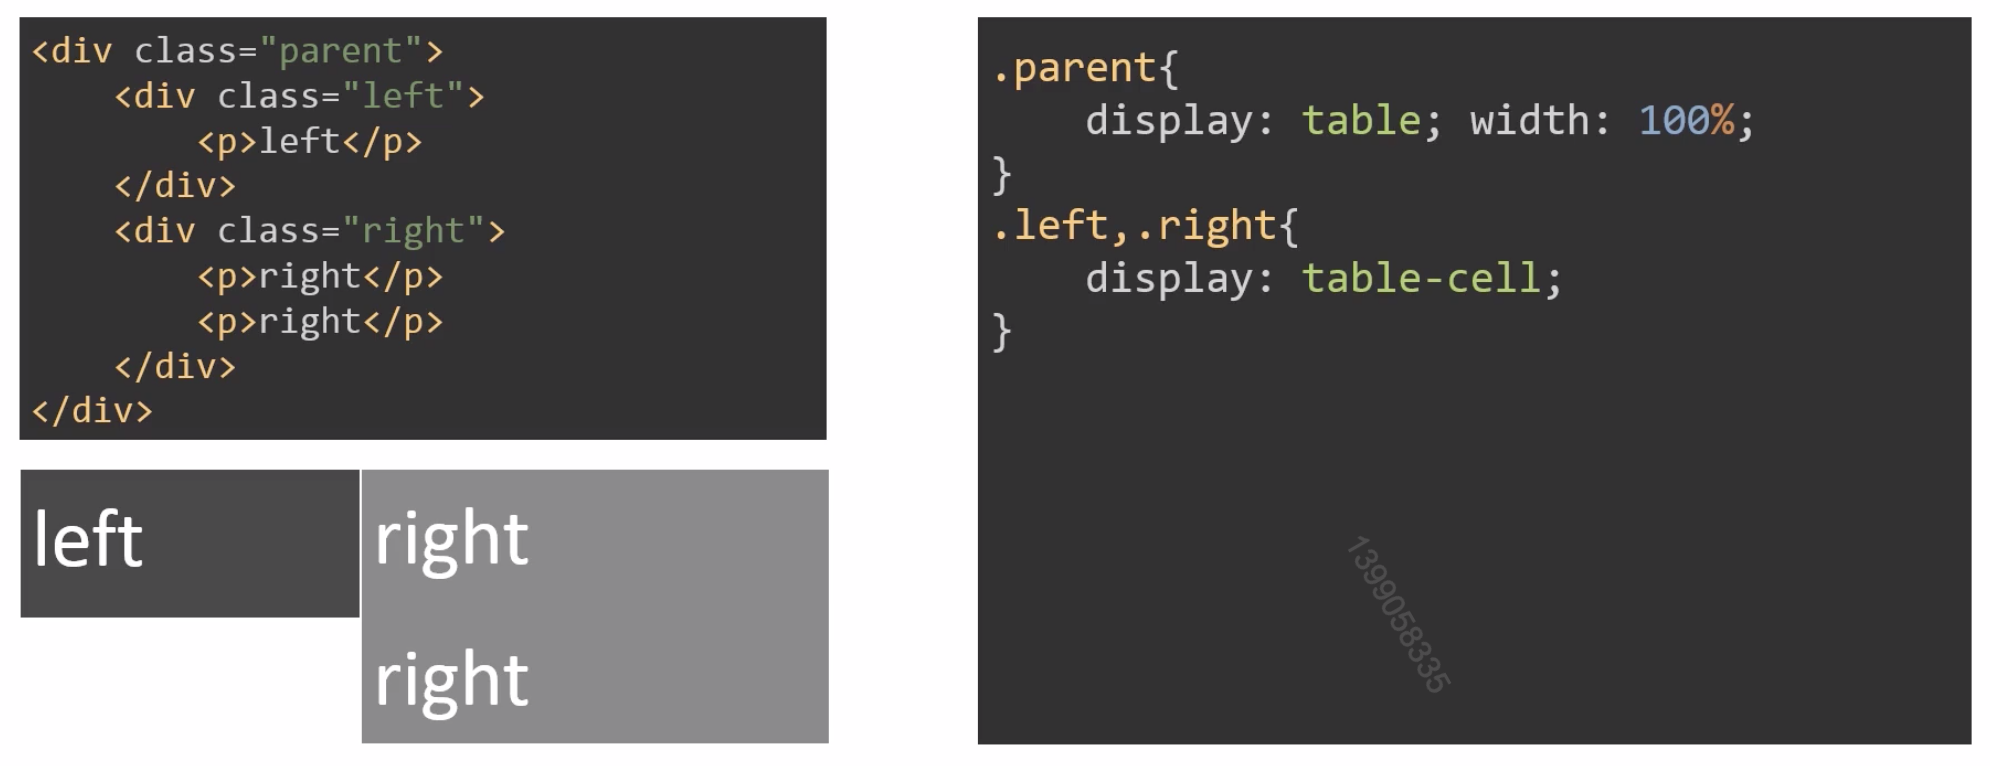 <div class="parent">
    <div class="left">
        <p>left</p>
    </div>
    <div class="right">
        <p>right</p>
        <p>right</p>
    </div>
</div>
left
right
right
.parent{
    display: table; width: 100%;
}
.left,.right{
    display: table-cell;
}
1399058335